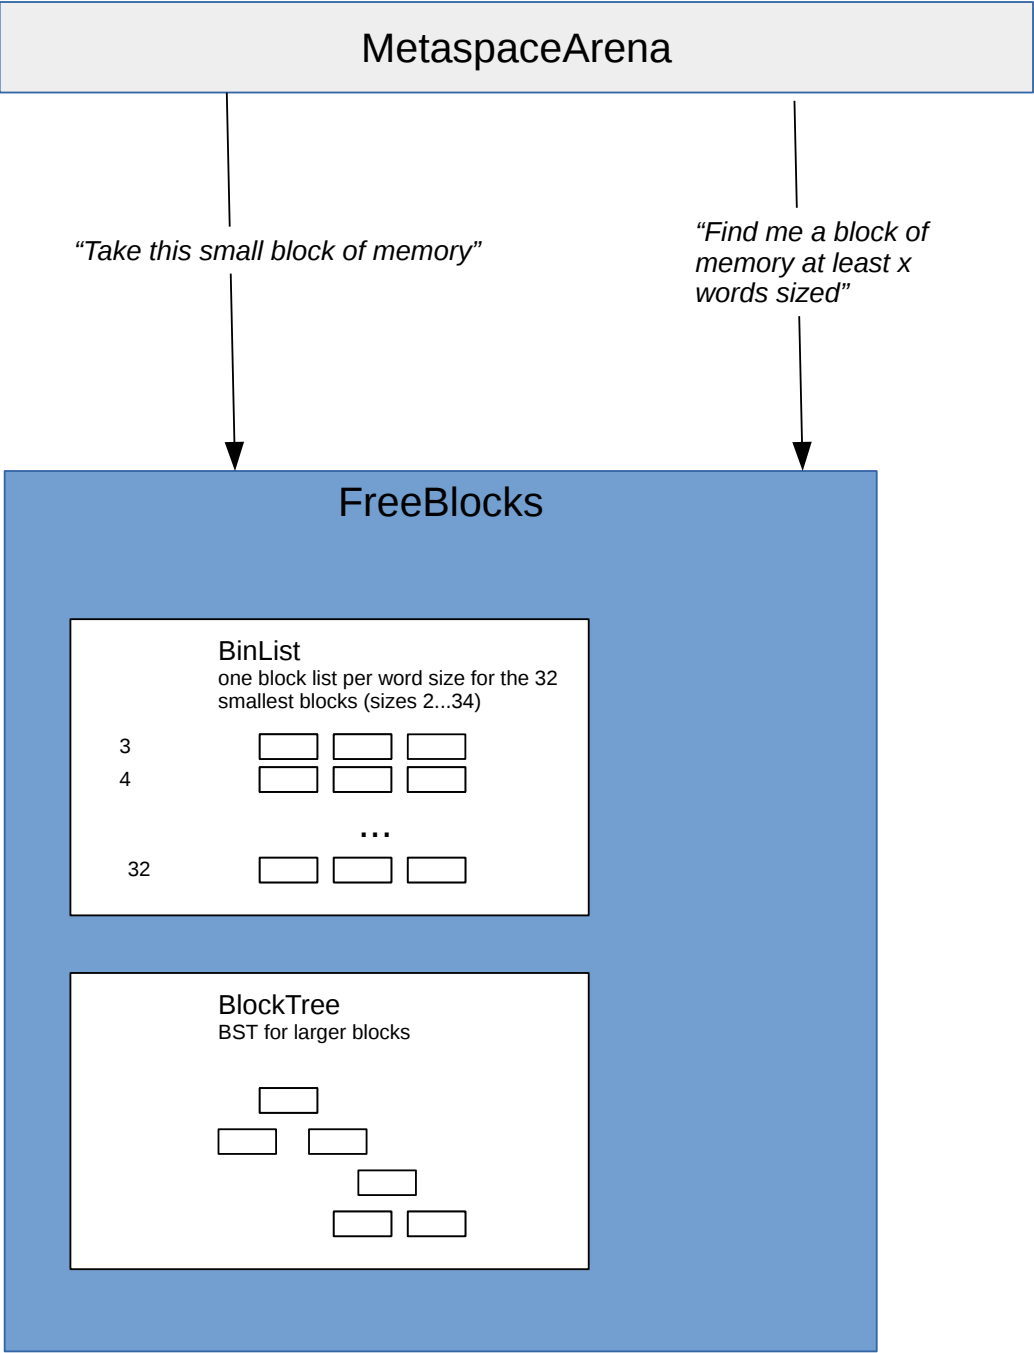 MetaspaceArena
“Take this small block of memory”
“Find me a block of
memory at least x
words sized”
FreeBlocks
BinList
one block list per word size for the 32
smallest blocks (sizes 2...34)
3
4
...
32
BlockTree
BST for larger blocks